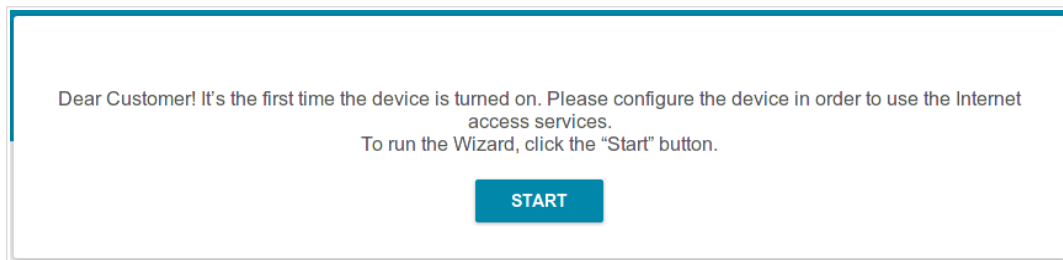 Dear Customer! It's the first time the device is turned on. Please configure the device in order to use the Internet
access services.
To run the Wizard, click the “Start” button.
START